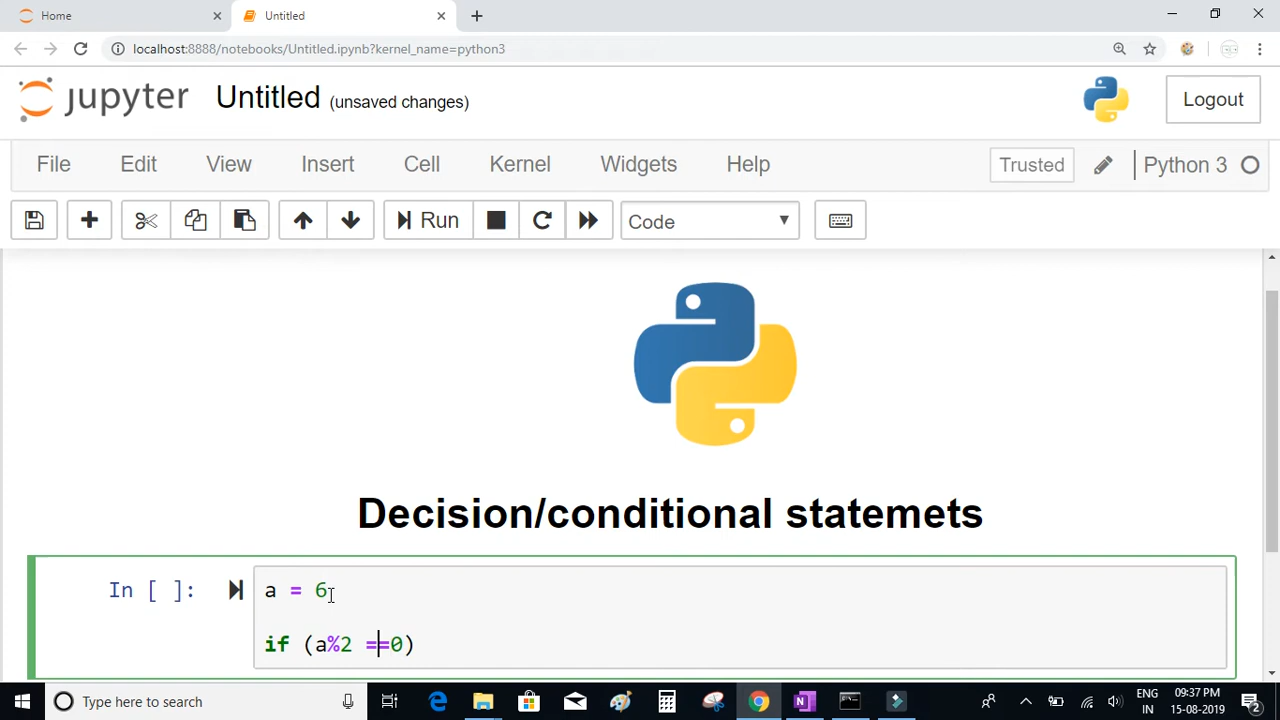 Home
Untitled
localhost:8888/notebooks/Untitled.ipynb?kernel_name=python3
jupyter Untitled (unsaved changes)
Logout
File Edit View Insert Cell Kernel Widgets Help
Trusted
Python 3
Run
Code
Decision/conditional statemets
In [ ]:
a = 6
if (a%2 ==0)
Type here to search
ENG
IN
09:37 PM
15-08-2019
2